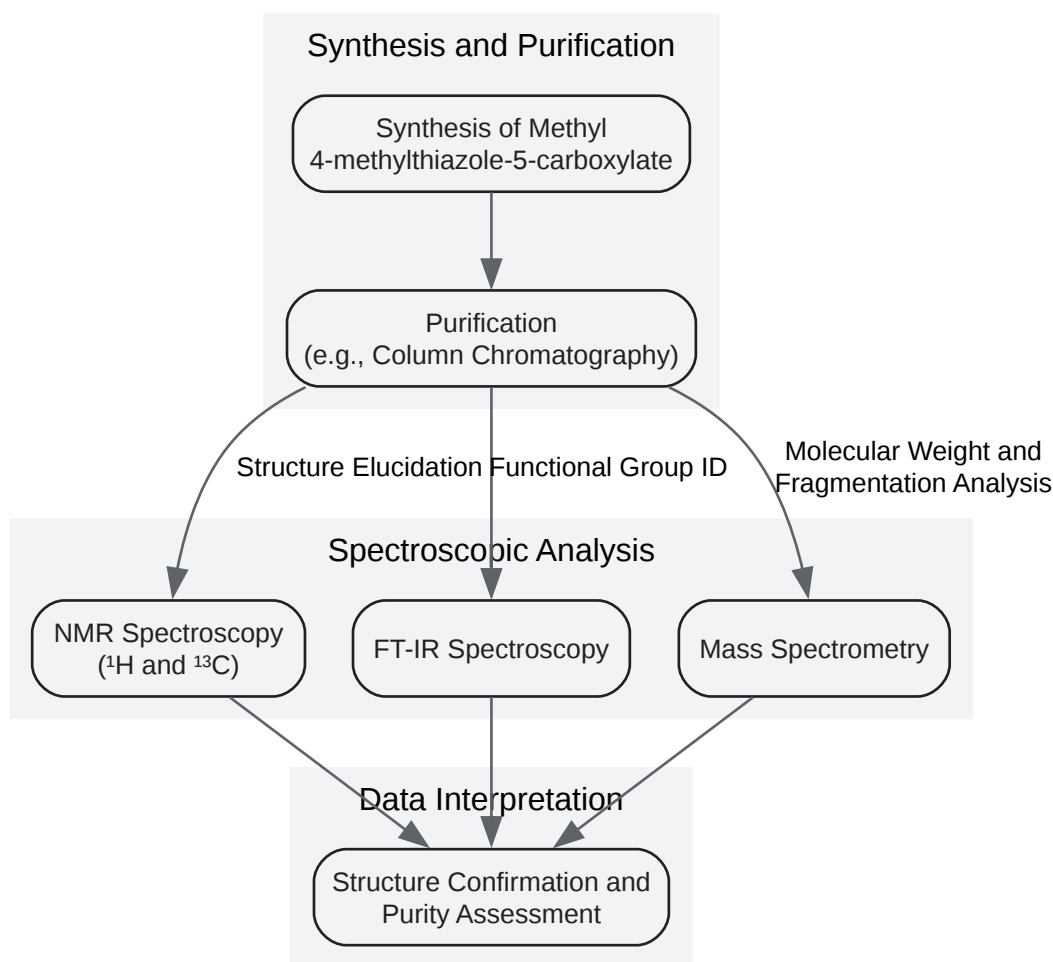 Synthesis and Purification
Synthesis of Methyl
4-methylthiazole-5-carboxylate
Purification
(e.g., Column Chromatography)
Structure Elucidation
Functional Group ID
Molecular Weight and
Fragmentation Analysis
Spectroscopic Analysis
NMR Spectroscopy
(¹H and ¹³C)
FT-IR Spectroscopy
Mass Spectrometry
Data Interpretation
Structure Confirmation and
Purity Assessment